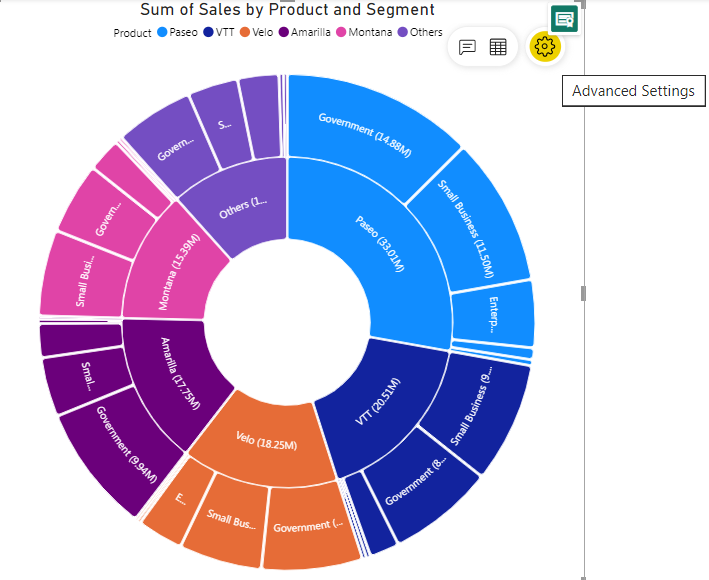 Sum of Sales by Product and Segment
Product Paseo VTT Velo Amarilla Montana Others
Advanced Settings
Government (14.88M)
Small Business (11.50M)
Enterp...
Paseo (33.01M)
Small Business (9...
Government (8...
VTT (20.51M)
Government (...
Small Bus...
E...
Velo (18.25M)
Government (9.94M)
Smal...
Amarilla (17.75M)
Small Busi...
Govern...
Montana (15.39M)
Govern...
S...
Others (1...